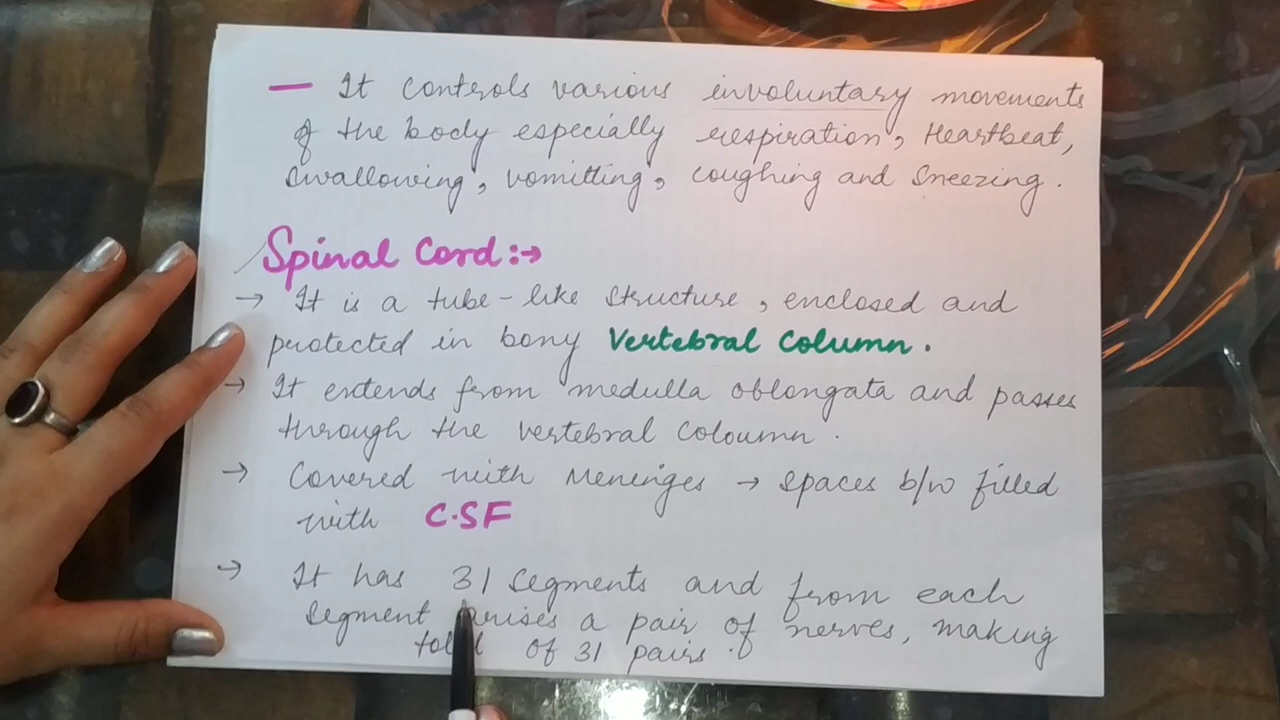 — It controls various involuntary movements
of the body especially respiration, Heartbeat,
swallowing, vomitting, coughing and sneezing.
Spinal Cord:→
→ It is a tube-like structure, enclosed and
protected in bony Vertebral Column.
→ It extends from medulla oblongata and passes
through the vertebral coloumn.
→ Covered with Meninges → spaces b/w filled
with C.SF
→ It has 31 segments and from each
segment arises a pair of nerves, making
total of 31 pairs.